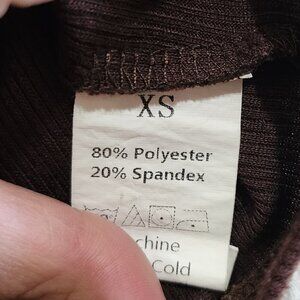 XS
80% Polyester
20% Spandex
chine
Cold